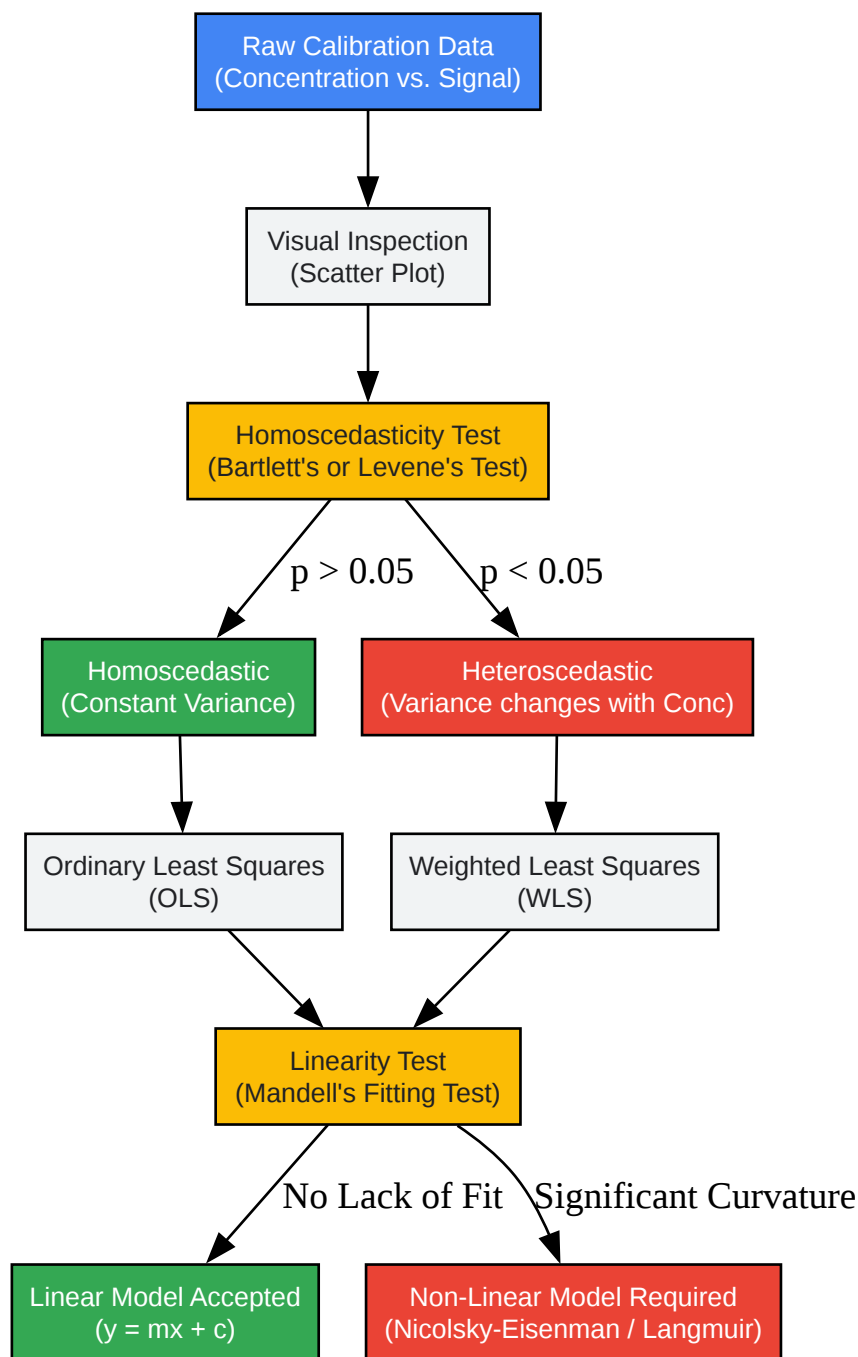 Raw Calibration Data
(Concentration vs. Signal)
Visual Inspection
(Scatter Plot)
Homoscedasticity Test
(Bartlett's or Levene's Test)
p > 0.05
p < 0.05
Homoscedastic
(Constant Variance)
Heteroscedastic
(Variance changes with Conc)
Ordinary Least Squares
(OLS)
Weighted Least Squares
(WLS)
Linearity Test
(Mandell's Fitting Test)
No Lack of Fit
Significant Curvature
Linear Model Accepted
(y = mx + c)
Non-Linear Model Required
(Nicolsky-Eisenman / Langmuir)